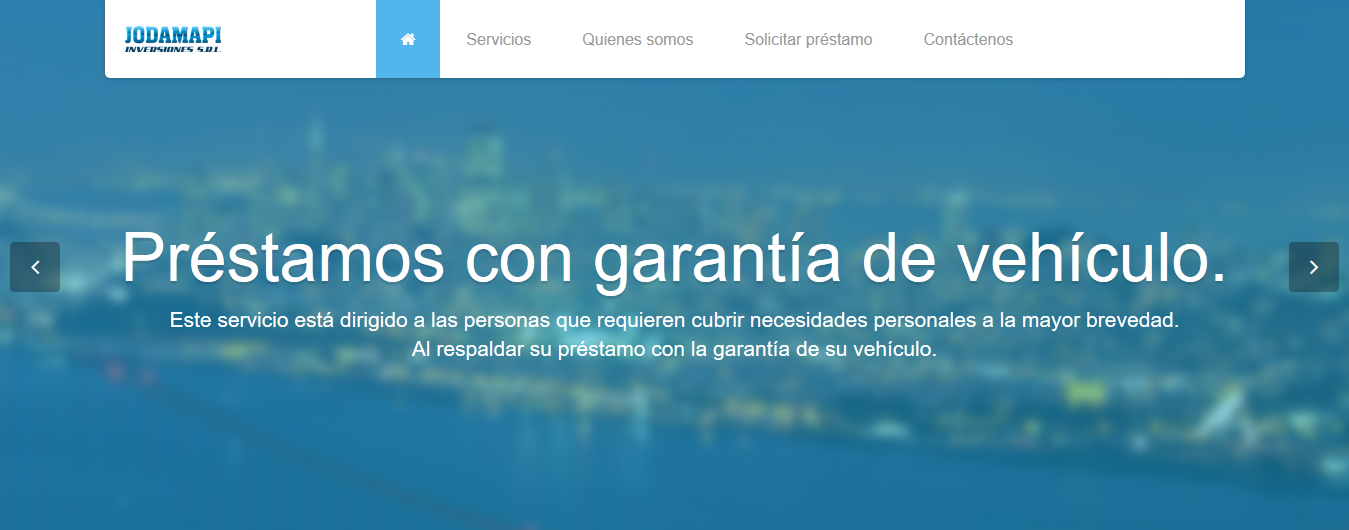 JODAMAPI
INVERSIONES S.R.L.
Servicios
Quienes somos
Solicitar préstamo
Contáctenos
Préstamos con garantía de vehículo.
Este servicio está dirigido a las personas que requieren cubrir necesidades personales a la mayor brevedad.
Al respaldar su préstamo con la garantía de su vehículo.